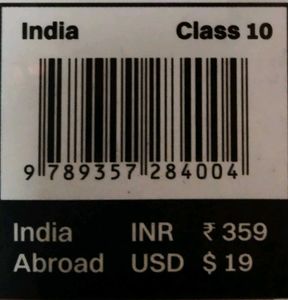 India Class 10
9 789357 284004
India INR ₹ 359
Abroad USD $ 19